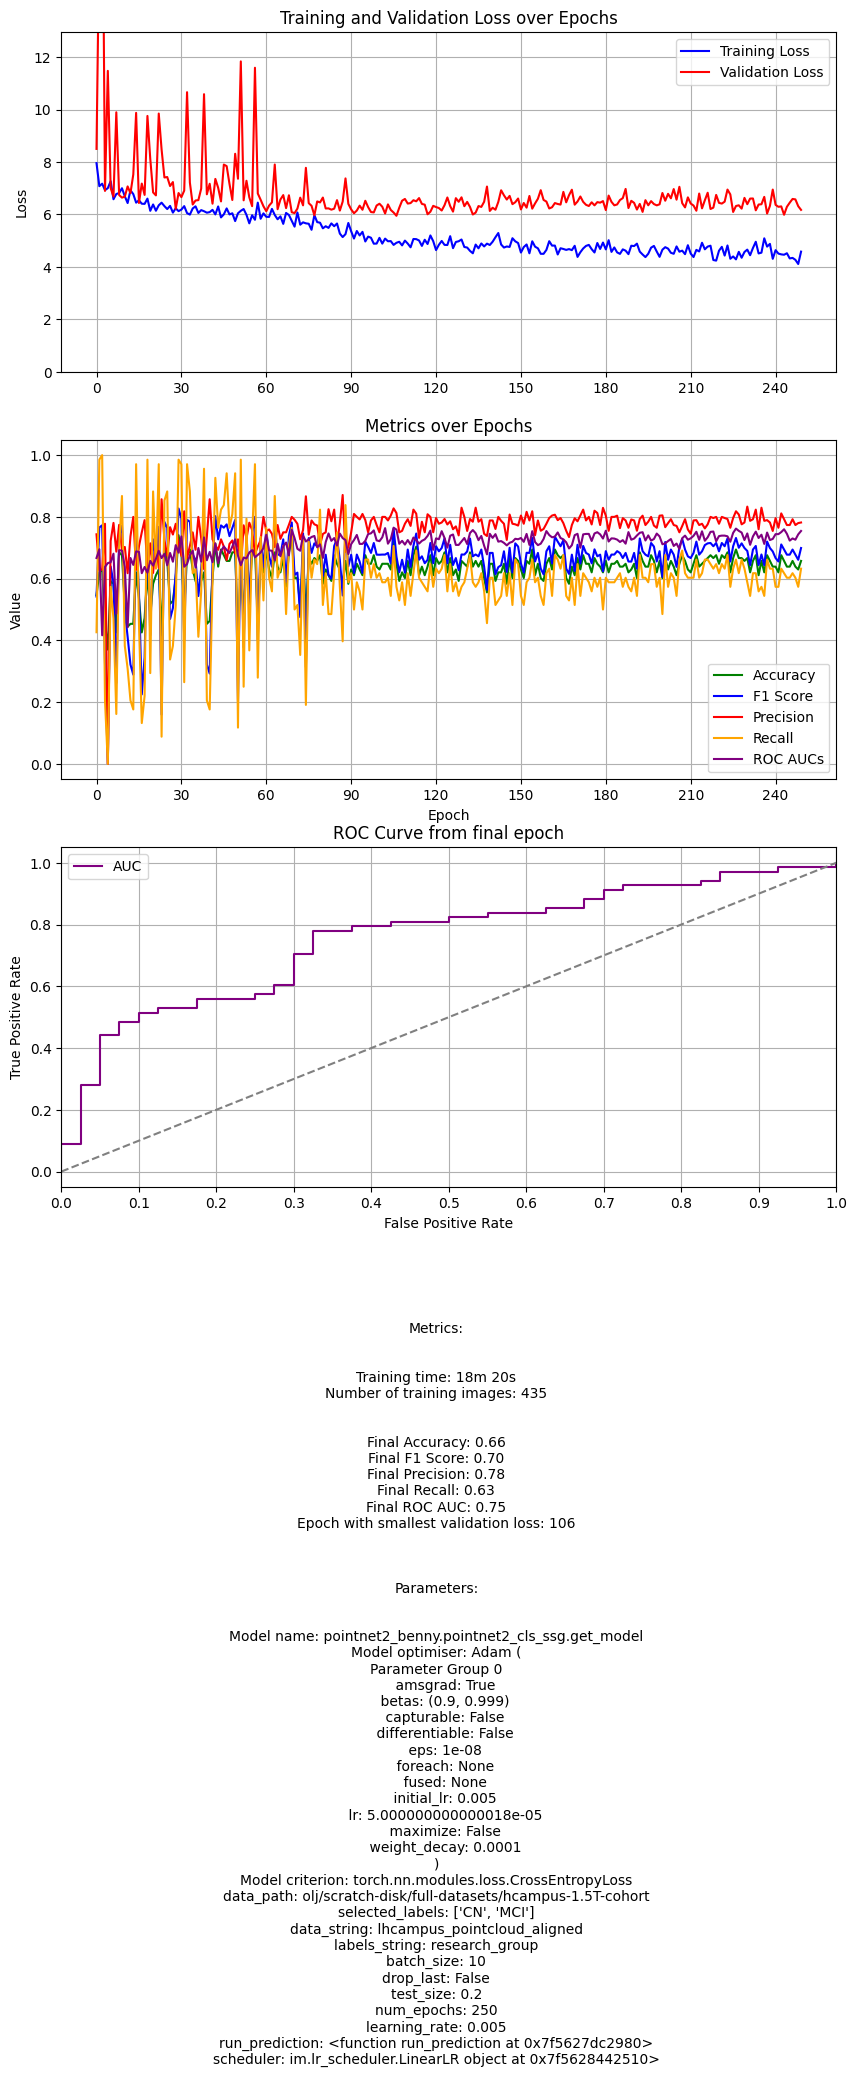 Training and Validation Loss over Epochs
12
10
8
6
4
2
0
Loss
Training Loss
Validation Loss
0 30 60 90 120 150 180 210 240
Metrics over Epochs
1.0
0.8
0.6
0.4
0.2
0.0
Value
Accuracy
F1 Score
Precision
Recall
ROC AUCs
0 30 60 90 120 150 180 210 240
Epoch
ROC Curve from final epoch
1.0
0.8
0.6
0.4
0.2
0.0
True Positive Rate
AUC
0.0 0.1 0.2 0.3 0.4 0.5 0.6 0.7 0.8 0.9 1.0
False Positive Rate
Metrics:
Training time: 18m 20s
Number of training images: 435
Final Accuracy: 0.66
Final F1 Score: 0.70
Final Precision: 0.78
Final Recall: 0.63
Final ROC AUC: 0.75
Epoch with smallest validation loss: 106
Parameters:
Model name: pointnet2_benny.pointnet2_cls_ssg.get_model
Model optimiser: Adam (
Parameter Group 0
amsgrad: True
betas: (0.9, 0.999)
capturable: False
differentiable: False
eps: 1e-08
foreach: None
fused: None
initial_lr: 0.005
lr: 5.000000000000018e-05
maximize: False
weight_decay: 0.0001
)
Model criterion: torch.nn.modules.loss.CrossEntropyLoss
data_path: olj/scratch-disk/full-datasets/hcampus-1.5T-cohort
selected_labels: ['CN', 'MCI']
data_string: lhcampus_pointcloud_aligned
labels_string: research_group
batch_size: 10
drop_last: False
test_size: 0.2
num_epochs: 250
learning_rate: 0.005
run_prediction: <function run_prediction at 0x7f5627dc2980>
scheduler: im.lr_scheduler.LinearLR object at 0x7f5628442510>